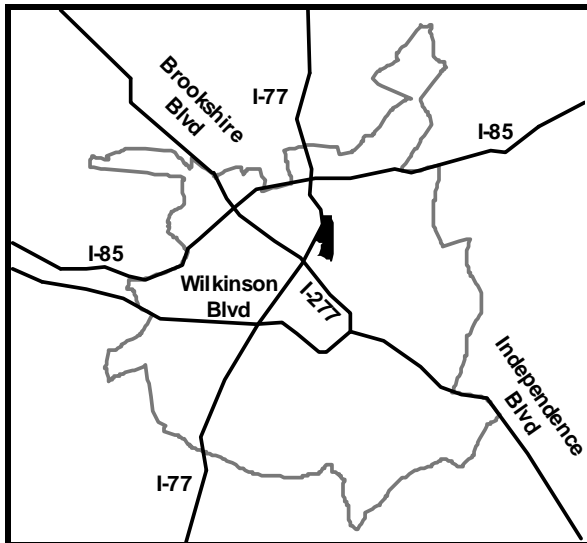 Brookshire
Blvd
I-77
I-85
I-85
Wilkinson
Blvd
I-277
Independence
Blvd
I-77